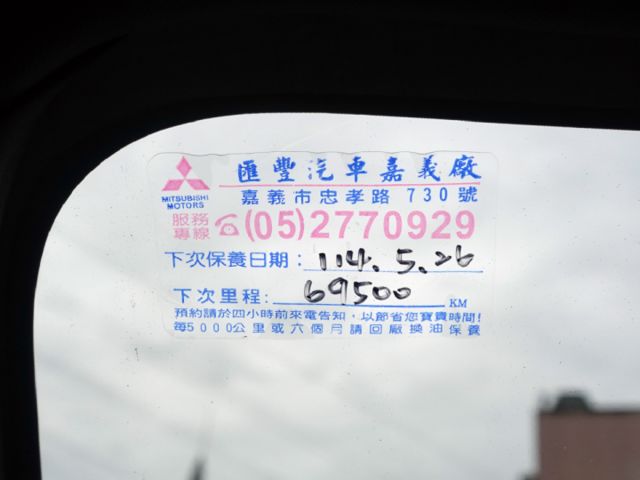 匯豐汽車嘉義廠
MITSUBISHI
MOTORS
嘉義市忠孝路 730號
服務
專線 ☎(05)2770929
下次保養日期：114.5.26
下次里程：69500 KM
預約請於四小時前來電告知，以節省您寶貴時間!
每5000公里或六個月請回廠換油保養